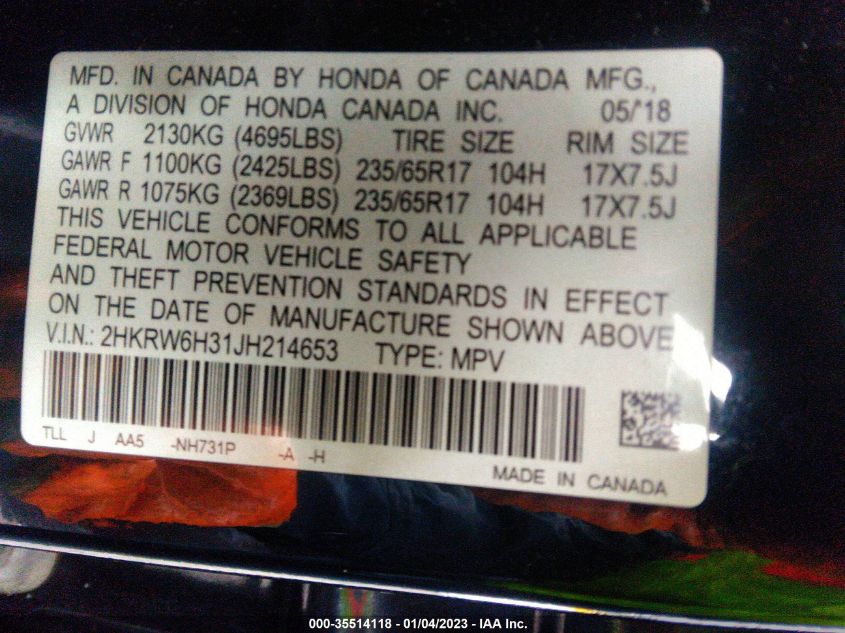 MFD. IN CANADA BY HONDA OF CANADA MFG.,
A DIVISION OF HONDA CANADA INC. 05/'18
GVWR 2130KG (4695LBS) TIRE SIZE RIM SIZE
GAWR F 1100KG (2425LBS) 235/65R17 104H 17X7.5J
GAWR R 1075KG (2369LBS) 235/65R17 104H 17X7.5J
THIS VEHICLE CONFORMS TO ALL APPLICABLE
FEDERAL MOTOR VEHICLE SAFETY
AND THEFT PREVENTION STANDARDS IN EFFECT
ON THE DATE OF MANUFACTURE SHOWN ABOVE
V.I.N.: 2HKRW6H31JH214653 TYPE: MPV
TLL J AA5 -NH731P -A -H
MADE IN CANADA
000-35514118 - 01/04/2023 - IAA Inc.